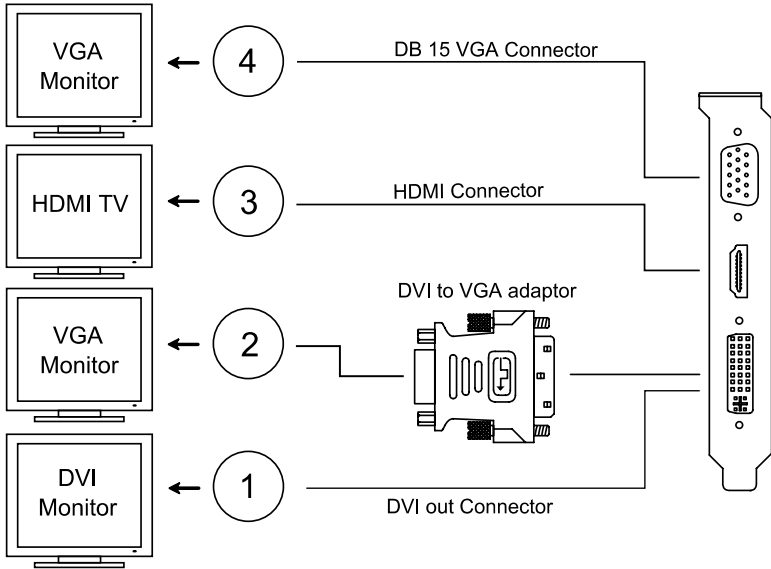 VGA
Monitor
4
DB 15 VGA Connector
HDMI TV
3
HDMI Connector
VGA
Monitor
2
DVI to VGA adaptor
DVI
Monitor
1
DVI out Connector